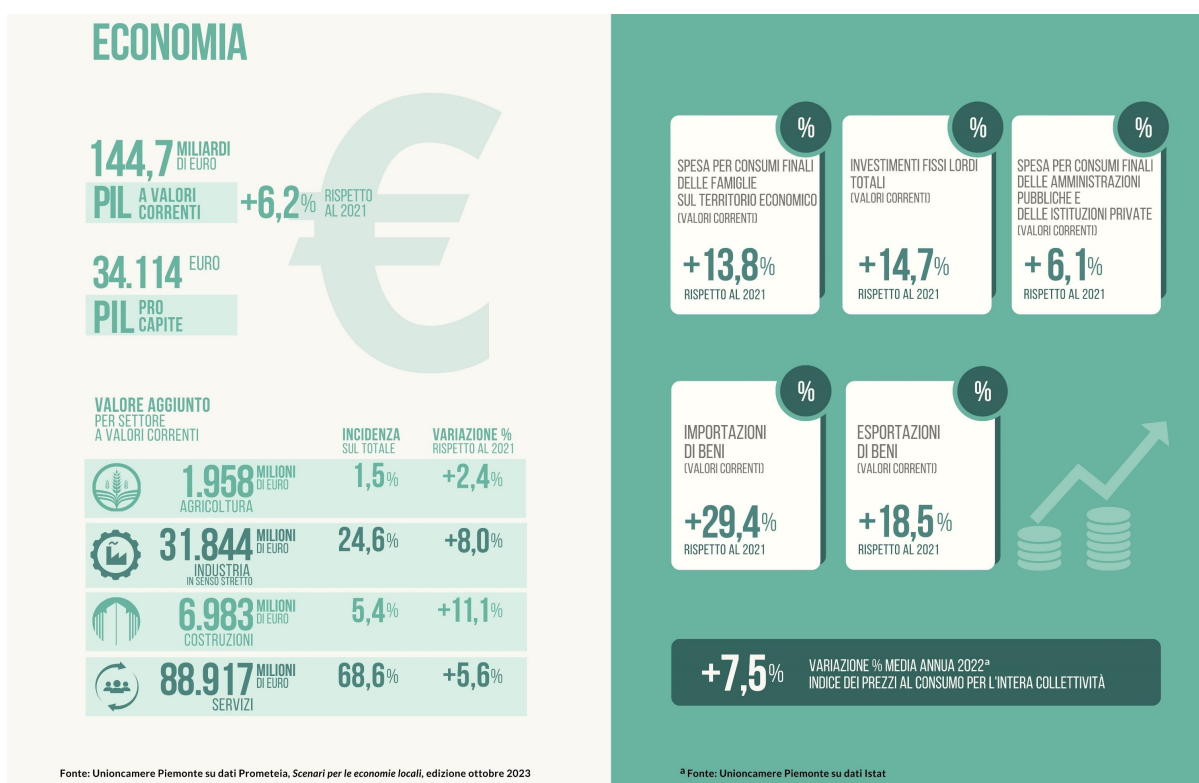 ECONOMIA
144,7 MILIARDI
DI EURO
PIL A VALORI
CORRENTI
+6,2% RISPETTO
AL 2021
34.114 EURO
PIL PRO
CAPITE
€
VALORE AGGIUNTO
PER SETTORE
A VALORI CORRENTI
INCIDENZA
SUL TOTALE
VARIAZIONE %
RISPETTO AL 2021
1.958 MILIONI
DI EURO
AGRICOLTURA
1,5%
+2,4%
31.844 MILIONI
DI EURO
INDUSTRIA
IN SENSO STRETTO
24,6%
+8,0%
6.983 MILIONI
DI EURO
COSTRUZIONI
5,4%
+11,1%
88.917 MILIONI
DI EURO
SERVIZI
68,6%
+5,6%
Fonte: Unioncamere Piemonte su dati Prometeia, Scenari per le economie locali, edizione ottobre 2023
%
SPESA PER CONSUMI FINALI
DELLE FAMIGLIE
SUL TERRITORIO ECONOMICO
(VALORI CORRENTI)
+13,8%
RISPETTO AL 2021
%
INVESTIMENTI FISSI LORDI
TOTALI
(VALORI CORRENTI)
+14,7%
RISPETTO AL 2021
%
SPESA PER CONSUMI FINALI
DELLE AMMINISTRAZIONI
PUBBLICHE E
DELLE ISTITUZIONI PRIVATE
(VALORI CORRENTI)
+ 6,1%
RISPETTO AL 2021
%
IMPORTAZIONI
DI BENI
(VALORI CORRENTI)
+29,4%
RISPETTO AL 2021
%
ESPORTAZIONI
DI BENI
(VALORI CORRENTI)
+18,5%
RISPETTO AL 2021
+7,5% VARIAZIONE % MEDIA ANNUA 2022ª
INDICE DEI PREZZI AL CONSUMO PER L'INTERA COLLETTIVITÀ
ª Fonte: Unioncamere Piemonte su dati Istat